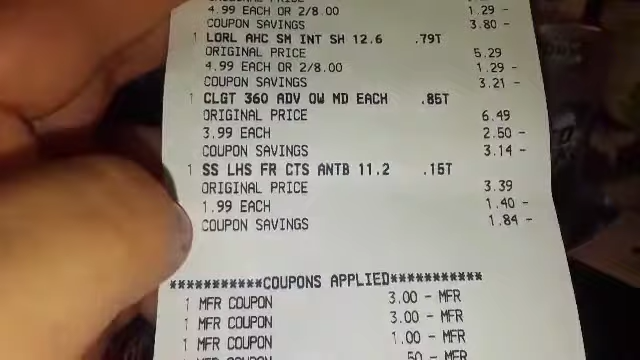 4.99 EACH OR 2/8.00 1.29 -
COUPON SAVINGS 3.80 -
1 LORL AHC SM INT SH 12.6 .79T
ORIGINAL PRICE 5.29
4.99 EACH OR 2/8.00 1.29 -
COUPON SAVINGS 3.21 -
1 CLGT 360 ADV OW MD EACH .85T
ORIGINAL PRICE 6.49
3.99 EACH 2.50 -
COUPON SAVINGS 3.14 -
1 SS LHS FR CTS ANTB 11.2 .15T
ORIGINAL PRICE 3.39
1.99 EACH 1.40 -
COUPON SAVINGS 1.84 -
***********COUPONS APPLIED***********
1 MFR COUPON 3.00 - MFR
1 MFR COUPON 3.00 - MFR
1 MFR COUPON 1.00 - MFR
.50 - MFR